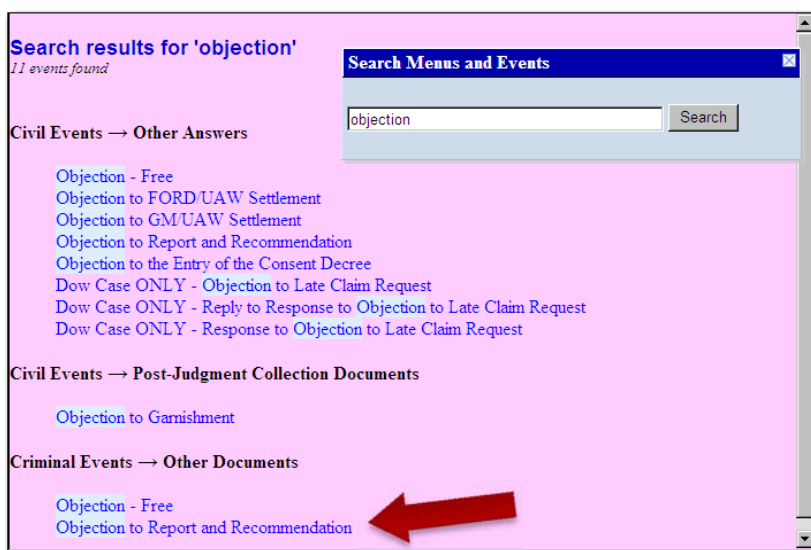 Search results for 'objection'
11 events found
Search Menus and Events
objection
Search
Civil Events → Other Answers
Objection - Free
Objection to FORD/UAW Settlement
Objection to GM/UAW Settlement
Objection to Report and Recommendation
Objection to the Entry of the Consent Decree
Dow Case ONLY - Objection to Late Claim Request
Dow Case ONLY - Reply to Response to Objection to Late Claim Request
Dow Case ONLY - Response to Objection to Late Claim Request
Civil Events → Post-Judgment Collection Documents
Objection to Garnishment
Criminal Events → Other Documents
Objection - Free
Objection to Report and Recommendation